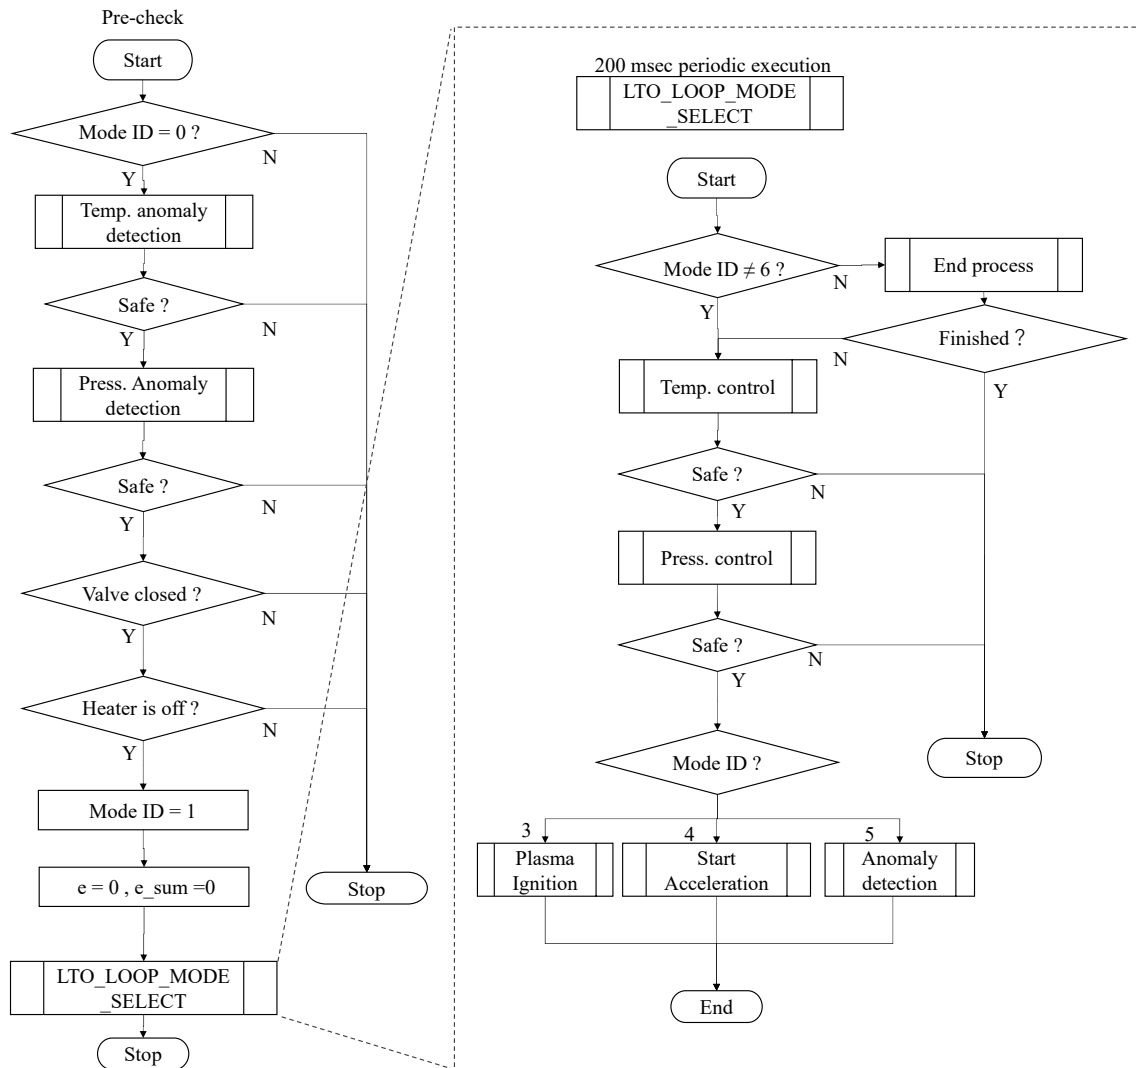 Pre-check
Start
Mode ID = 0 ?
N
Y
Temp. anomaly
detection
Safe ?
N
Y
Press. Anomaly
detection
Safe ?
N
Y
Valve closed ?
N
Y
Heater is off ?
N
Y
Mode ID = 1
e = 0 , e_sum =0
Stop
LTO_LOOP_MODE
_SELECT
Stop
200 msec periodic execution
LTO_LOOP_MODE
_SELECT
Start
Mode ID ≠ 6 ?
N
End process
Y
Finished ?
N
Y
Temp. control
Safe ?
N
Y
Press. control
Safe ?
N
Y
Stop
Mode ID ?
3
4
5
Plasma
Ignition
Start
Acceleration
Anomaly
detection
End